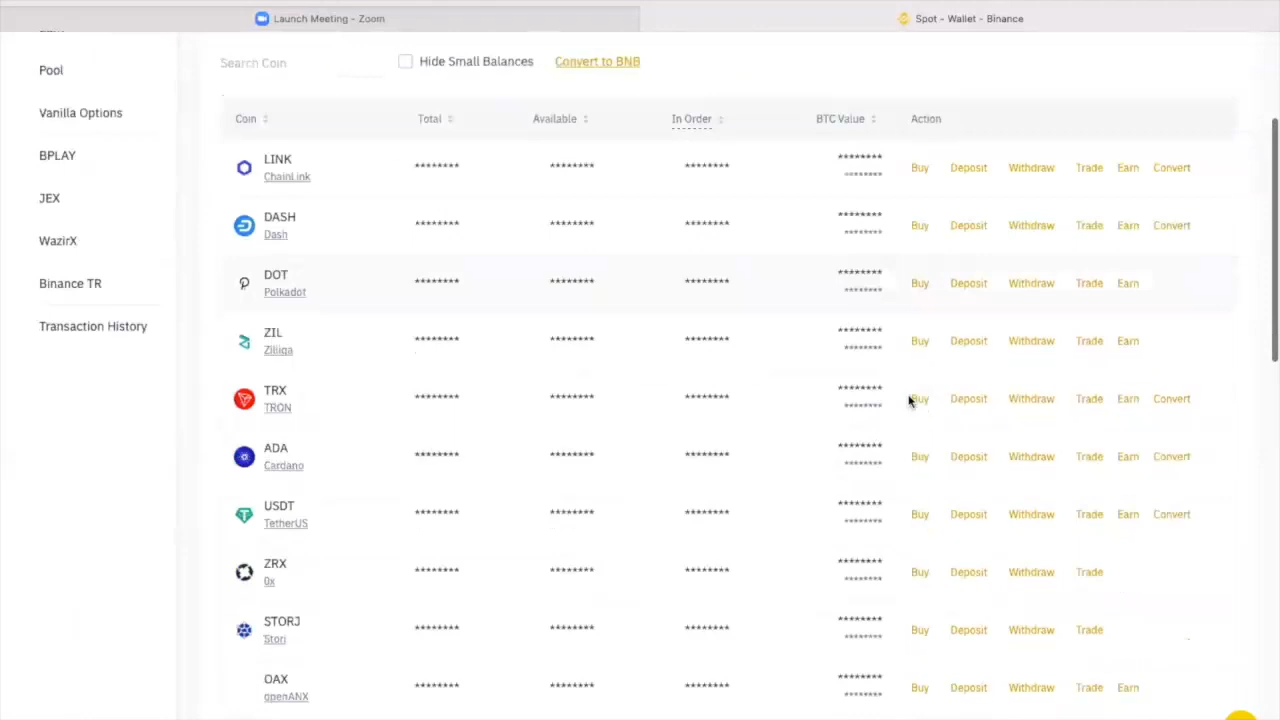 Launch Meeting - Zoom
Spot - Wallet - Binance
Pool
Vanilla Options
BPLAY
JEX
WazirX
Binance TR
Transaction History
Search Coin
Hide Small Balances
Convert to BNB
Coin Total Available In Order BTC Value Action
LINK
ChainLink
******** ******** ******** ********
********
Buy Deposit Withdraw Trade Earn Convert
DASH
Dash
******** ******** ******** ********
********
Buy Deposit Withdraw Trade Earn Convert
DOT
Polkadot
******** ******** ******** ********
********
Buy Deposit Withdraw Trade Earn
ZIL
Zilliqa
******** ******** ******** ********
********
Buy Deposit Withdraw Trade Earn
TRX
TRON
******** ******** ******** ********
********
Buy Deposit Withdraw Trade Earn Convert
ADA
Cardano
******** ******** ******** ********
********
Buy Deposit Withdraw Trade Earn Convert
USDT
TetherUS
******** ******** ******** ********
********
Buy Deposit Withdraw Trade Earn Convert
ZRX
0x
******** ******** ******** ********
********
Buy Deposit Withdraw Trade
STORJ
Storj
******** ******** ******** ********
********
Buy Deposit Withdraw Trade
OAX
openANX
******** ******** ******** ********
********
Buy Deposit Withdraw Trade Earn